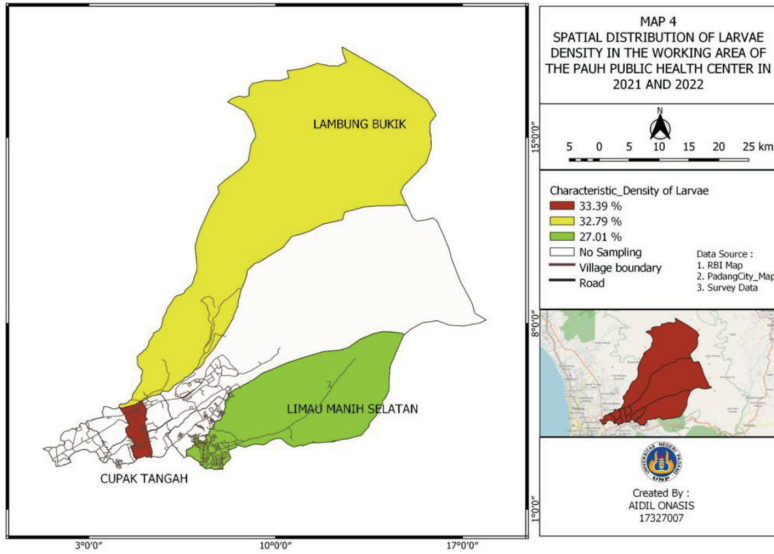 LAMBUNG BUKIK
LIMAU MANIH SELATAN
CUPAK TANGAH
3°0'0"
10°0'0"
17°0'0"
15°0'0"
8°0'0"
1°0'0"
MAP 4
SPATIAL DISTRIBUTION OF LARVAE
DENSITY IN THE WORKING AREA OF
THE PAUH PUBLIC HEALTH CENTER IN
2021 AND 2022
N
5 0 5 10 15 20 25 km
Characteristic_Density of Larvae
33.39 %
32.79 %
27.01 %
No Sampling
Village boundary
Road
Data Source :
1. RBI Map
2. PadangCity_Map
3. Survey Data
UNIVERSITAS NEGERI PADANG
UNP
Created By :
AIDIL ONASIS
17327007